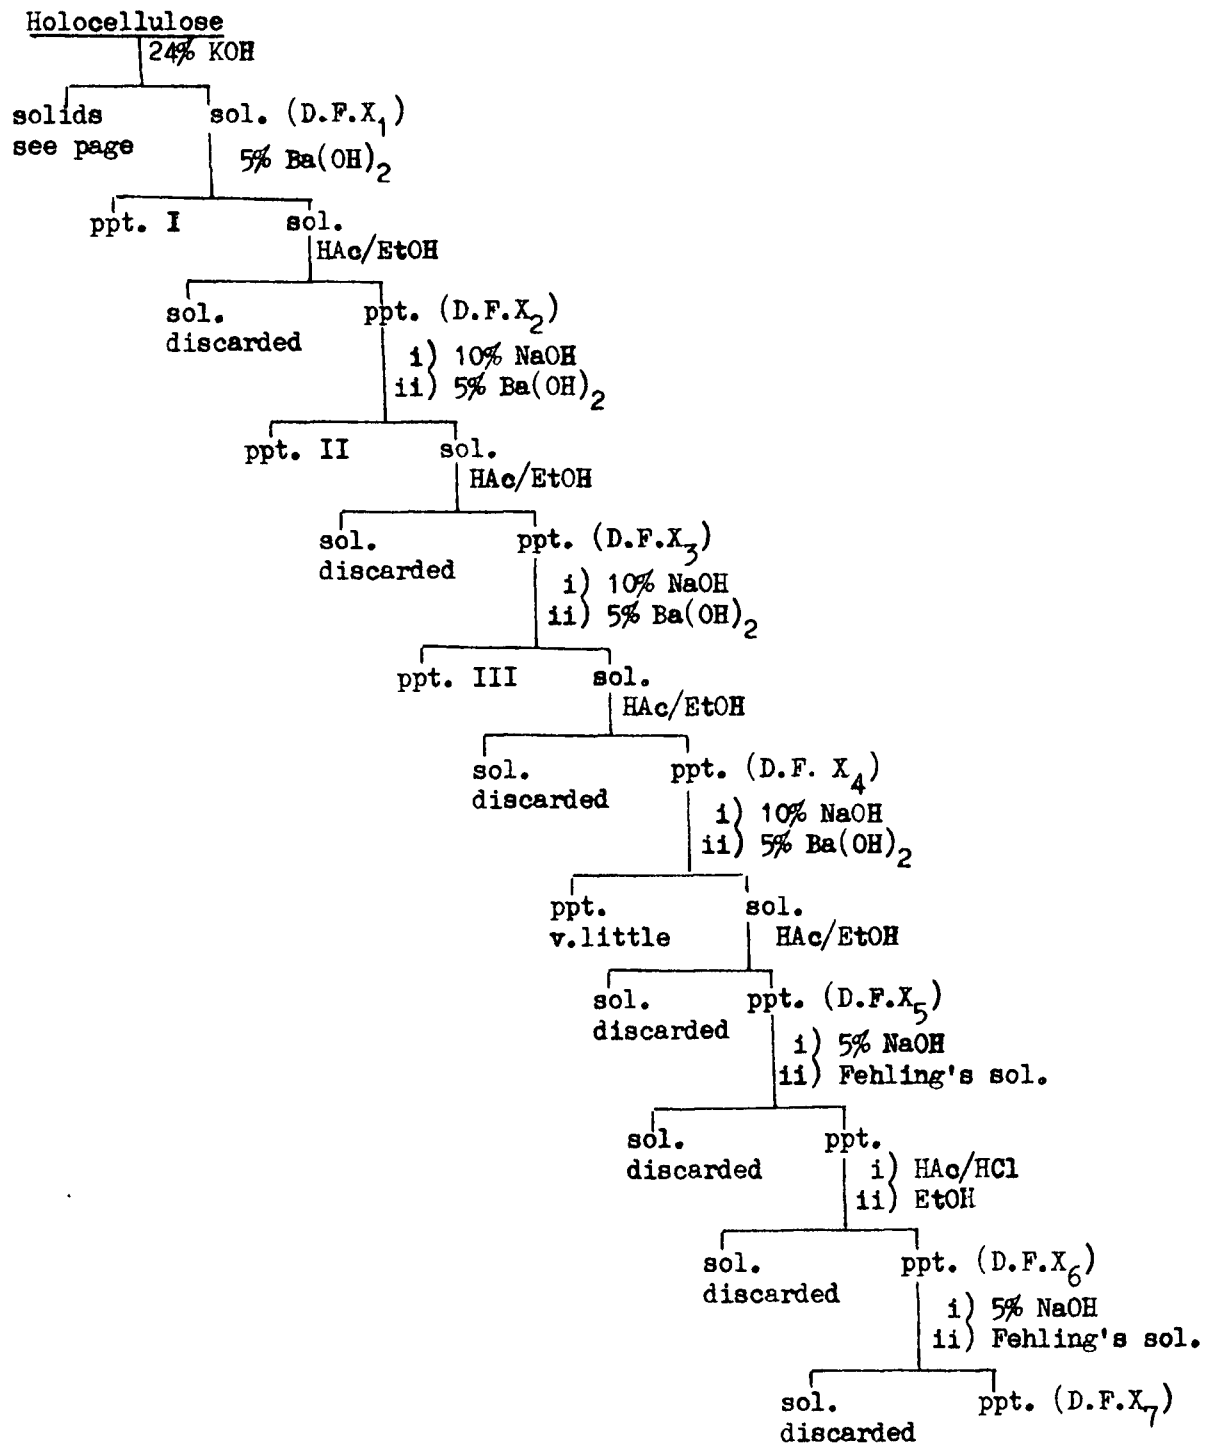 Holocellulose
24% KOH
solids
see page
sol. (D.F.X₁)
5% Ba(OH)₂
ppt. I
sol.
HAc/EtOH
sol.
discarded
ppt. (D.F.X₂)
i) 10% NaOH
ii) 5% Ba(OH)₂
ppt. II
sol.
HAc/EtOH
sol.
discarded
ppt. (D.F.X₃)
i) 10% NaOH
ii) 5% Ba(OH)₂
ppt. III
sol.
HAc/EtOH
sol.
discarded
ppt. (D.F. X₄)
i) 10% NaOH
ii) 5% Ba(OH)₂
ppt.
v.little
sol.
HAc/EtOH
sol.
discarded
ppt. (D.F.X₅)
i) 5% NaOH
ii) Fehling's sol.
sol.
discarded
ppt.
i) HAc/HCl
ii) EtOH
sol.
discarded
ppt. (D.F.X₆)
i) 5% NaOH
ii) Fehling's sol.
sol.
discarded
ppt. (D.F.X₇)